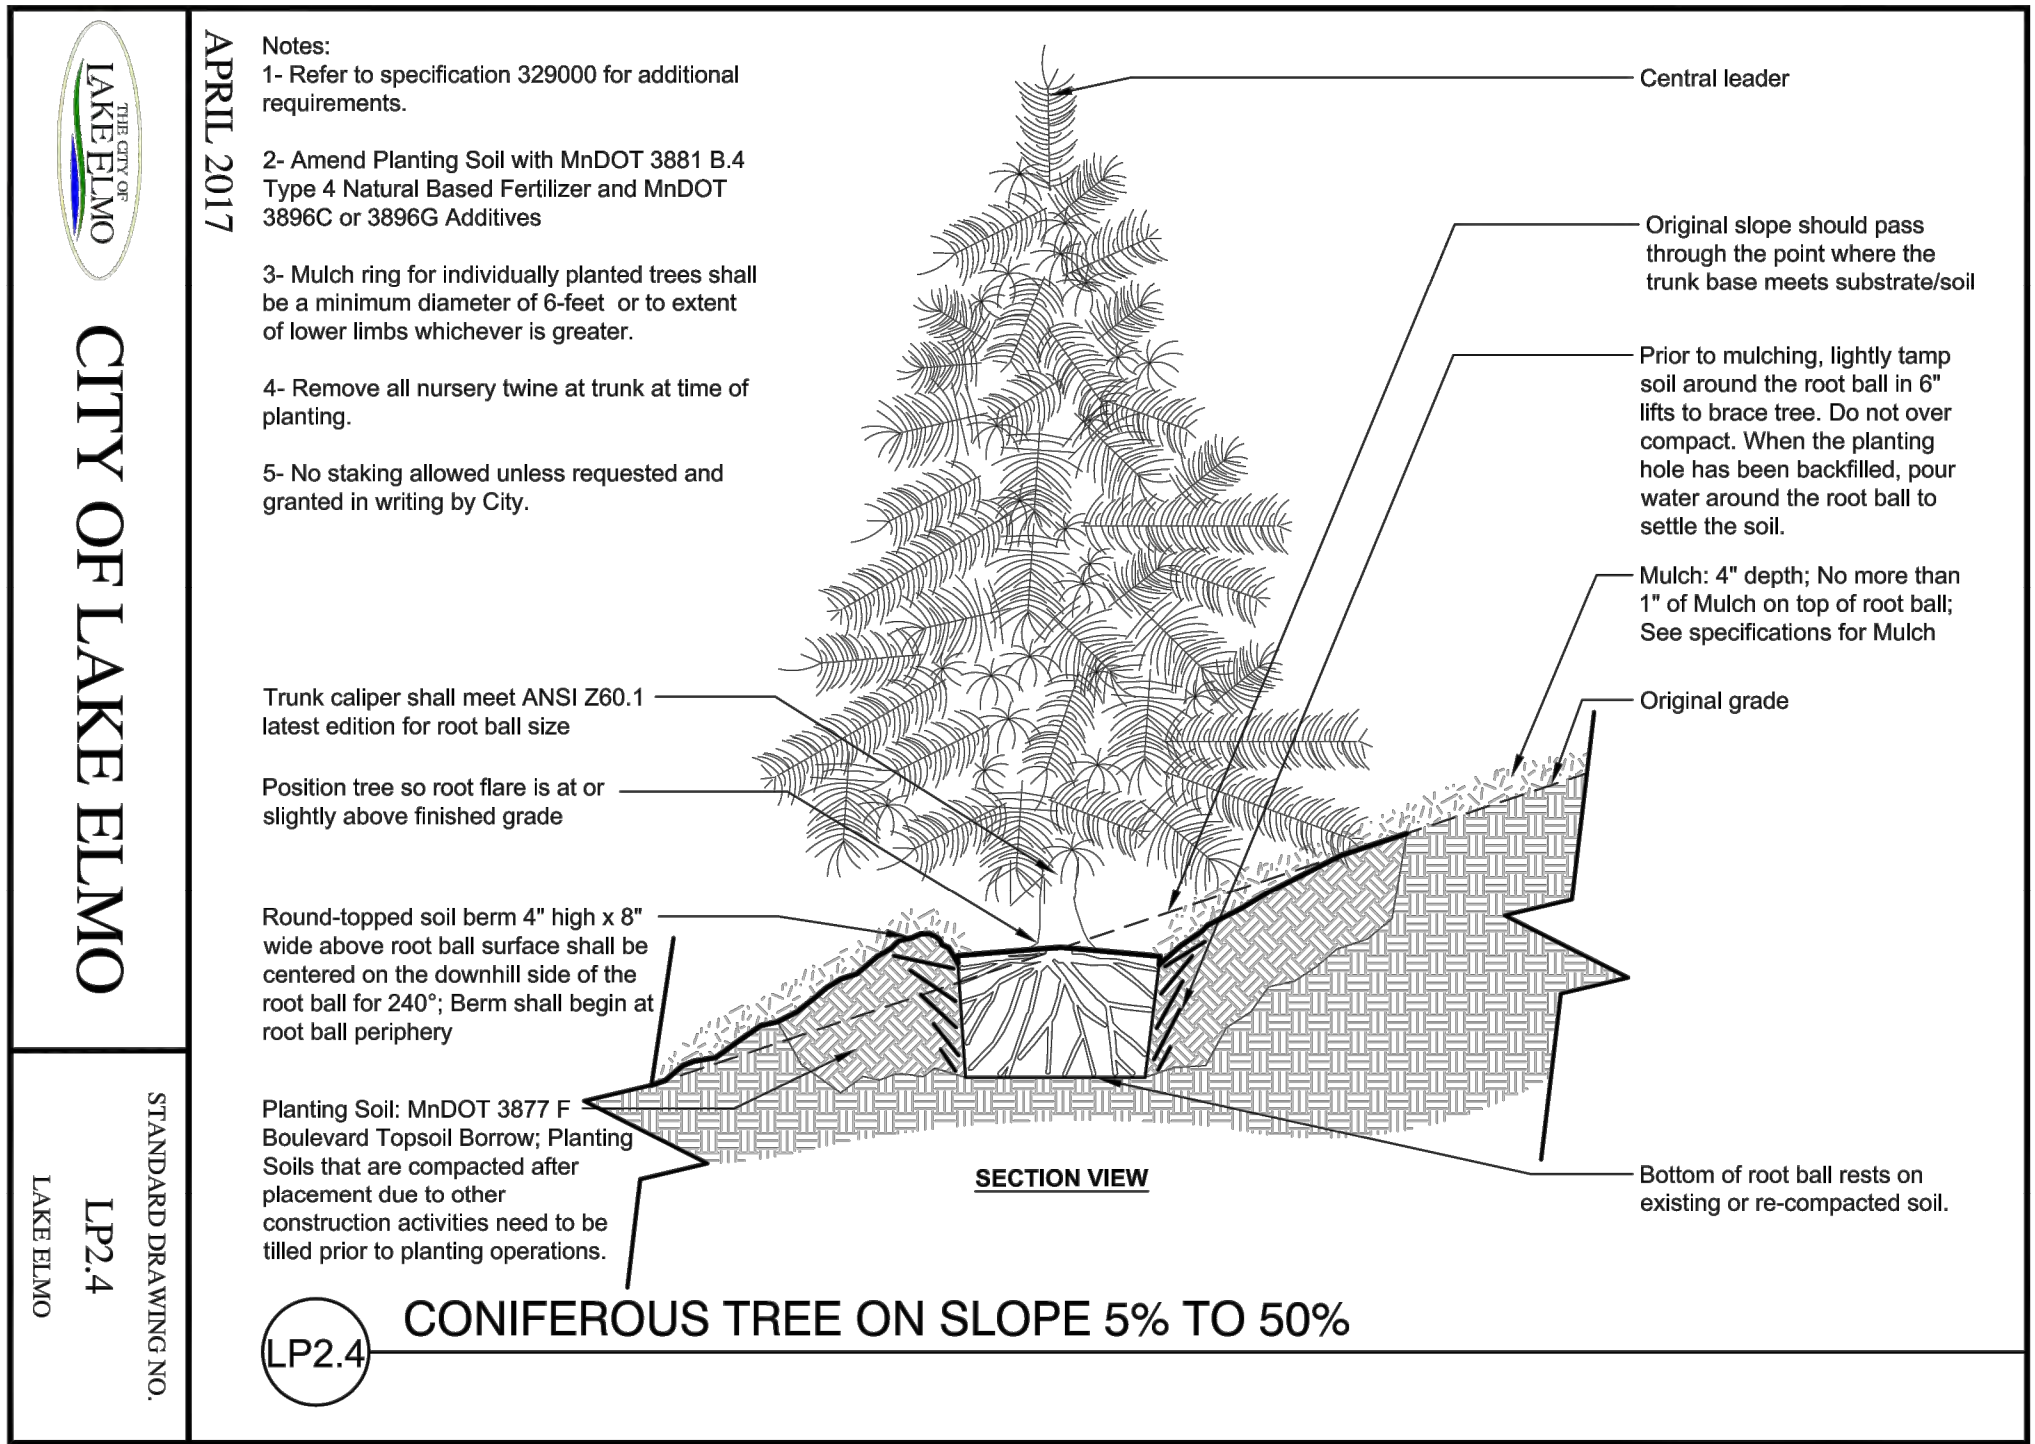 THE CITY OF
LAKE ELMO
CITY OF LAKE ELMO
STANDARD DRAWING NO.
LP2.4
LAKE ELMO
APRIL 2017
Notes:
1- Refer to specification 329000 for additional
requirements.
2- Amend Planting Soil with MnDOT 3881 B.4
Type 4 Natural Based Fertilizer and MnDOT
3896C or 3896G Additives
3- Mulch ring for individually planted trees shall
be a minimum diameter of 6-feet or to extent
of lower limbs whichever is greater.
4- Remove all nursery twine at trunk at time of
planting.
5- No staking allowed unless requested and
granted in writing by City.
Trunk caliper shall meet ANSI Z60.1
latest edition for root ball size
Position tree so root flare is at or
slightly above finished grade
Round-topped soil berm 4" high x 8"
wide above root ball surface shall be
centered on the downhill side of the
root ball for 240°; Berm shall begin at
root ball periphery
Planting Soil: MnDOT 3877 F
Boulevard Topsoil Borrow; Planting
Soils that are compacted after
placement due to other
construction activities need to be
tilled prior to planting operations.
Central leader
Original slope should pass
through the point where the
trunk base meets substrate/soil
Prior to mulching, lightly tamp
soil around the root ball in 6"
lifts to brace tree. Do not over
compact. When the planting
hole has been backfilled, pour
water around the root ball to
settle the soil.
Mulch: 4" depth; No more than
1" of Mulch on top of root ball;
See specifications for Mulch
Original grade
Bottom of root ball rests on
existing or re-compacted soil.
SECTION VIEW
LP2.4
CONIFEROUS TREE ON SLOPE 5% TO 50%